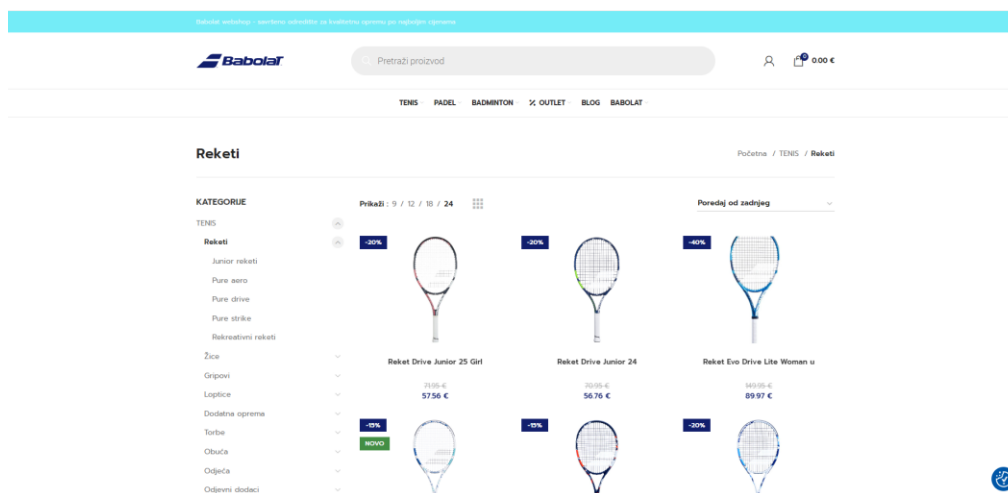 Babolat webshop - savršeno odredište za kvalitetnu opremu po najboljim cijenama
BabolaT
Pretraži proizvod
0
0.00 €
TENIS PADEL BADMINTON OUTLET BLOG BABOLAT
Reketi
Početna / TENIS / Reketi
KATEGORIJE
Prikaži : 9 / 12 / 18 / 24
Poredaj od zadnjeg
TENIS
Reketi
Junior reketi
Pure aero
Pure drive
Pure strike
Rekreativni reketi
Žice
Gripovi
Loptice
Dodatna oprema
Torbe
Obuća
Odjeća
Odjevni dodaci
-20%
Reket Drive Junior 25 Girl
71.95 €
57.56 €
-20%
Reket Drive Junior 24
70.95 €
56.76 €
-40%
Reket Evo Drive Lite Woman u
149.95 €
89.97 €
-15%
NOVO
-15%
-20%